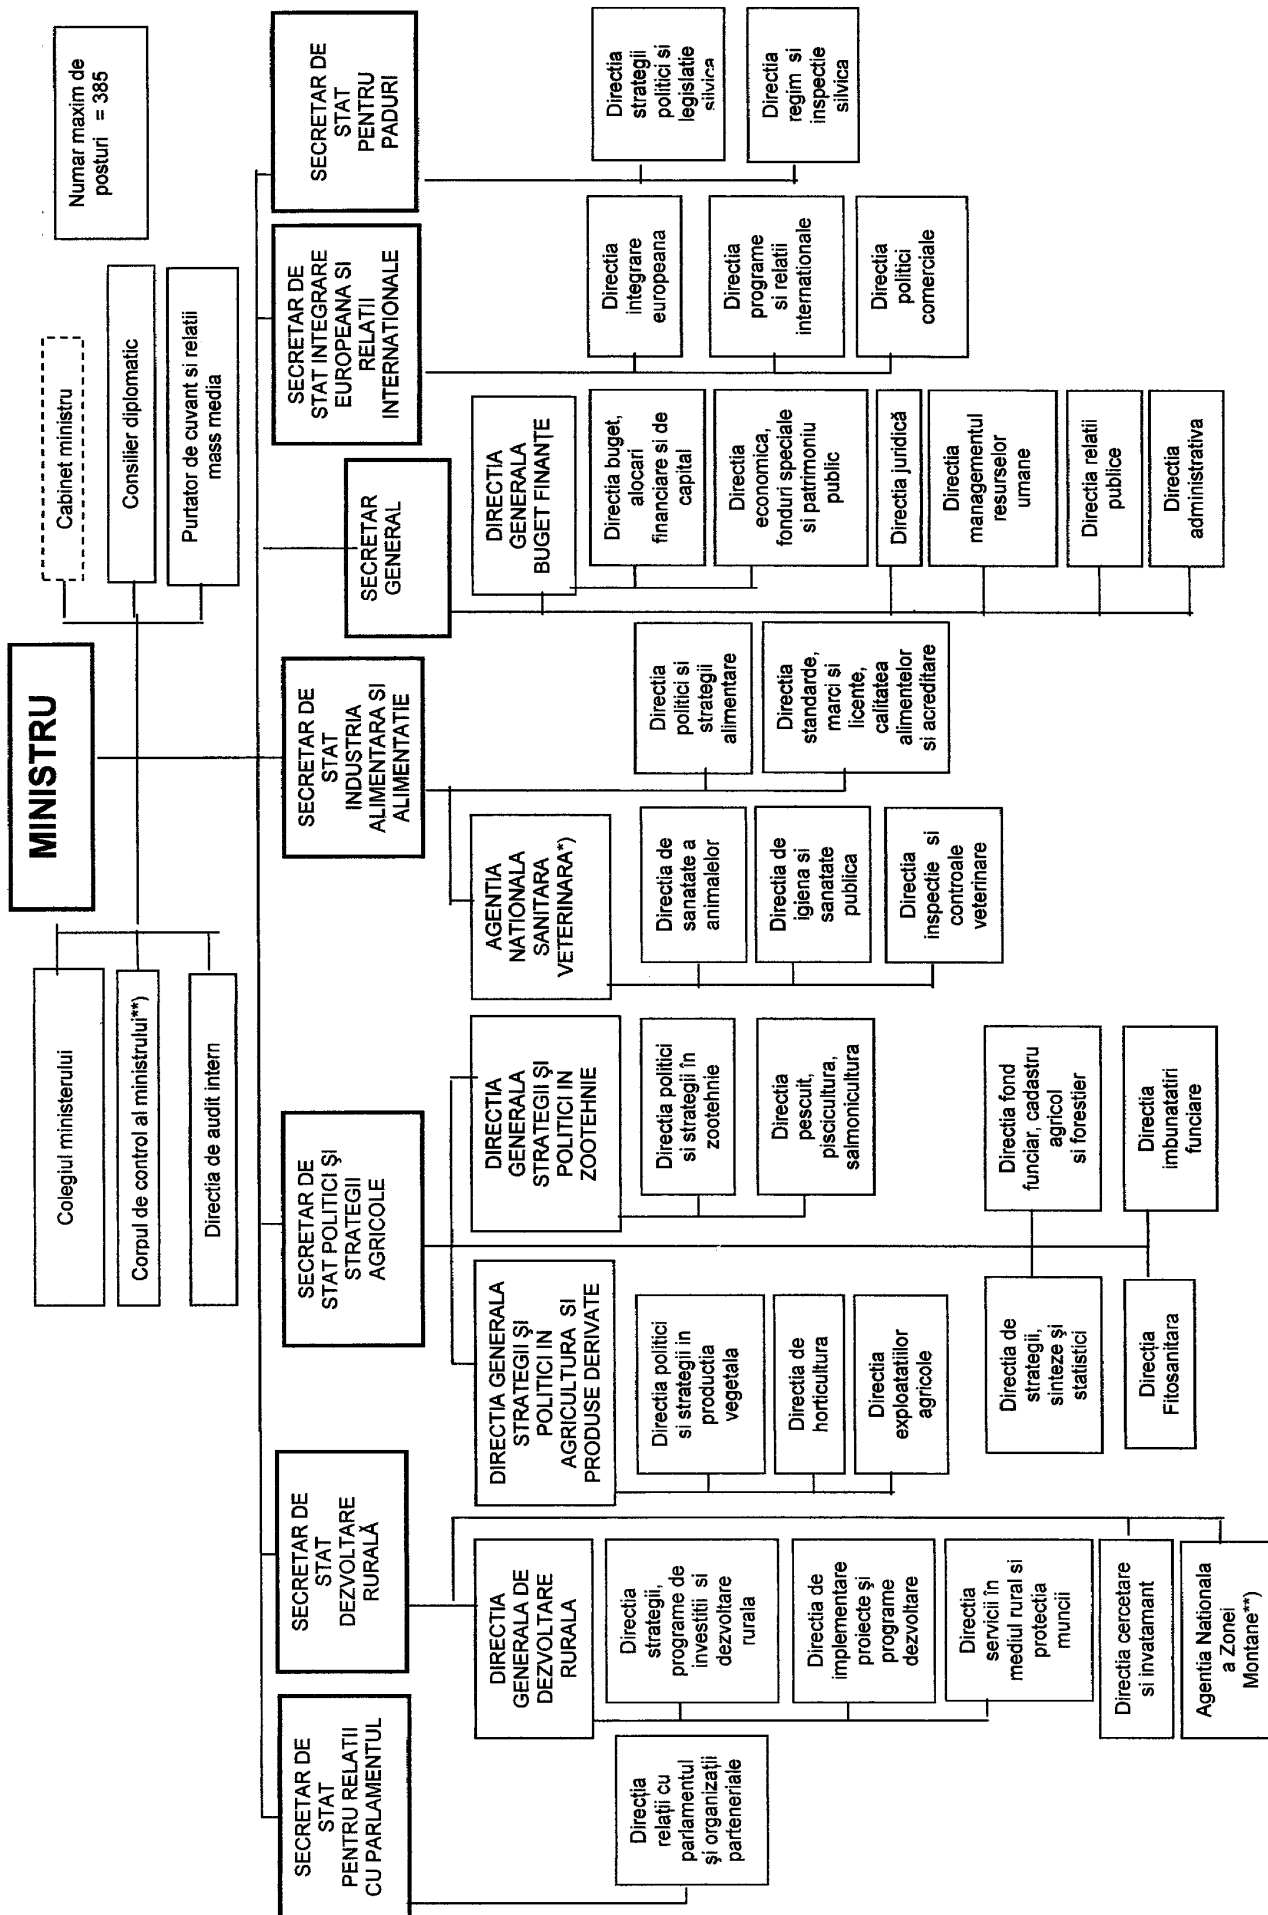 MINISTRU
Numar maxim de
posturi = 385
Colegiul ministerului
Corpul de control al ministrului**)
Directia de audit intern
Cabinet ministru
Consilier diplomatic
Purtator de cuvant si relatii
mass media
SECRETAR DE
STAT
PENTRU RELATII
CU PARLAMENTUL
SECRETAR DE
STAT
DEZVOLTARE
RURALĂ
SECRETAR DE
STAT POLITICI ŞI
STRATEGII
AGRICOLE
SECRETAR DE
STAT
INDUSTRIA
ALIMENTARA SI
ALIMENTATIE
SECRETAR
GENERAL
SECRETAR DE
STAT INTEGRARE
EUROPEANA SI
RELATII
INTERNATIONALE
SECRETAR DE
STAT
PENTRU
PADURI
Direcţia
relaţii cu
parlamentul
şi organizaţii
parteneriale
DIRECTIA
GENERALA DE
DEZVOLTARE
RURALA
Directia
strategii,
programe de
investitii si
dezvoltare
rurala
Directia de
implementare
proiecte şi
programe
dezvoltare
Directia
servicii în
mediul rural si
protectia
muncii
Directia cercetare
si invatamant
Agentia Nationala
a Zonei
Montane**)
DIRECTIA GENERALA
STRATEGII ŞI
POLITICI IN
AGRICULTURA SI
PRODUSE DERIVATE
Directia politici
si strategii in
productia
vegetala
Directia de
horticultura
Directia
exploatatiilor
agricole
DIRECTIA
GENERALA
STRATEGII ŞI
POLITICI IN
ZOOTEHNIE
Directia politici
si strategii în
zootehnie
Directia
pescuit,
piscicultura,
salmonicultura
Directia de
strategii,
sinteze şi
statistici
Direcţia
Fitosanitara
Directia fond
funciar, cadastru
agricol
si forestier
Directia
imbunatatiri
funciare
AGENTIA
NATIONALA
SANITARA
VETERINARA*)
Directia de
sanatate a
animalelor
Directia de
igiena si
sanatate
publica
Directia
inspectie si
controale
veterinare
Directia
politici si
strategii
alimentare
Directia
standarde,
marci si
licente,
calitatea
alimentelor
si acreditare
DIRECTIA
GENERALA
BUGET FINANŢE
Directia buget,
alocari
financiare si de
capital
Directia
economica,
fonduri speciale
si patrimoniu
public
Directia juridică
Directia
managementul
resurselor
umane
Directia relatii
publice
Directia
administrativa
Directia
integrare
europeana
Directia
programe
si relatii
internationale
Directia
politici
comerciale
Directia
strategii
politici si
legislatie
silvica
Directia
regim si
inspectie
silvica